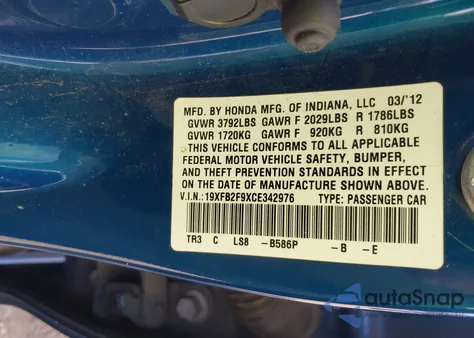 MFD. BY HONDA MFG. OF INDIANA, LLC 03/'12
GVWR 3792LBS GAWR F 2029LBS R 1786LBS
GVWR 1720KG GAWR F 920KG R 810KG
THIS VEHICLE CONFORMS TO ALL APPLICABLE
FEDERAL MOTOR VEHICLE SAFETY, BUMPER,
AND THEFT PREVENTION STANDARDS IN EFFECT ON
THE DATE OF MANUFACTURE SHOWN ABOVE.
V.I.N.: 19XFB2F9XCE342976 TYPE: PASSENGER CAR
TR3 C LS8 -B586P -B -E
autoSnap